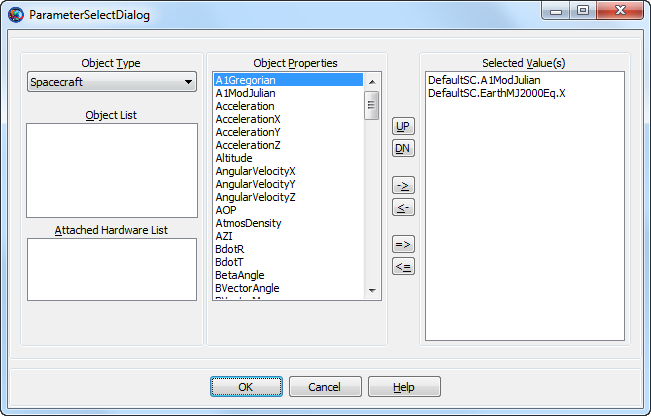 ParameterSelectDialog
Object Type
Spacecraft
Object List
Attached Hardware List
Object Properties
A1Gregorian
A1ModJulian
Acceleration
AccelerationX
AccelerationY
AccelerationZ
Altitude
AngularVelocityX
AngularVelocityY
AngularVelocityZ
AOP
AtmosDensity
AZI
BdotR
BdotT
BetaAngle
BVectorAngle
UP
DN
->
<-
=>
<=
Selected Value(s)
DefaultSC.A1ModJulian
DefaultSC.EarthMJ2000Eq.X
OK
Cancel
Help